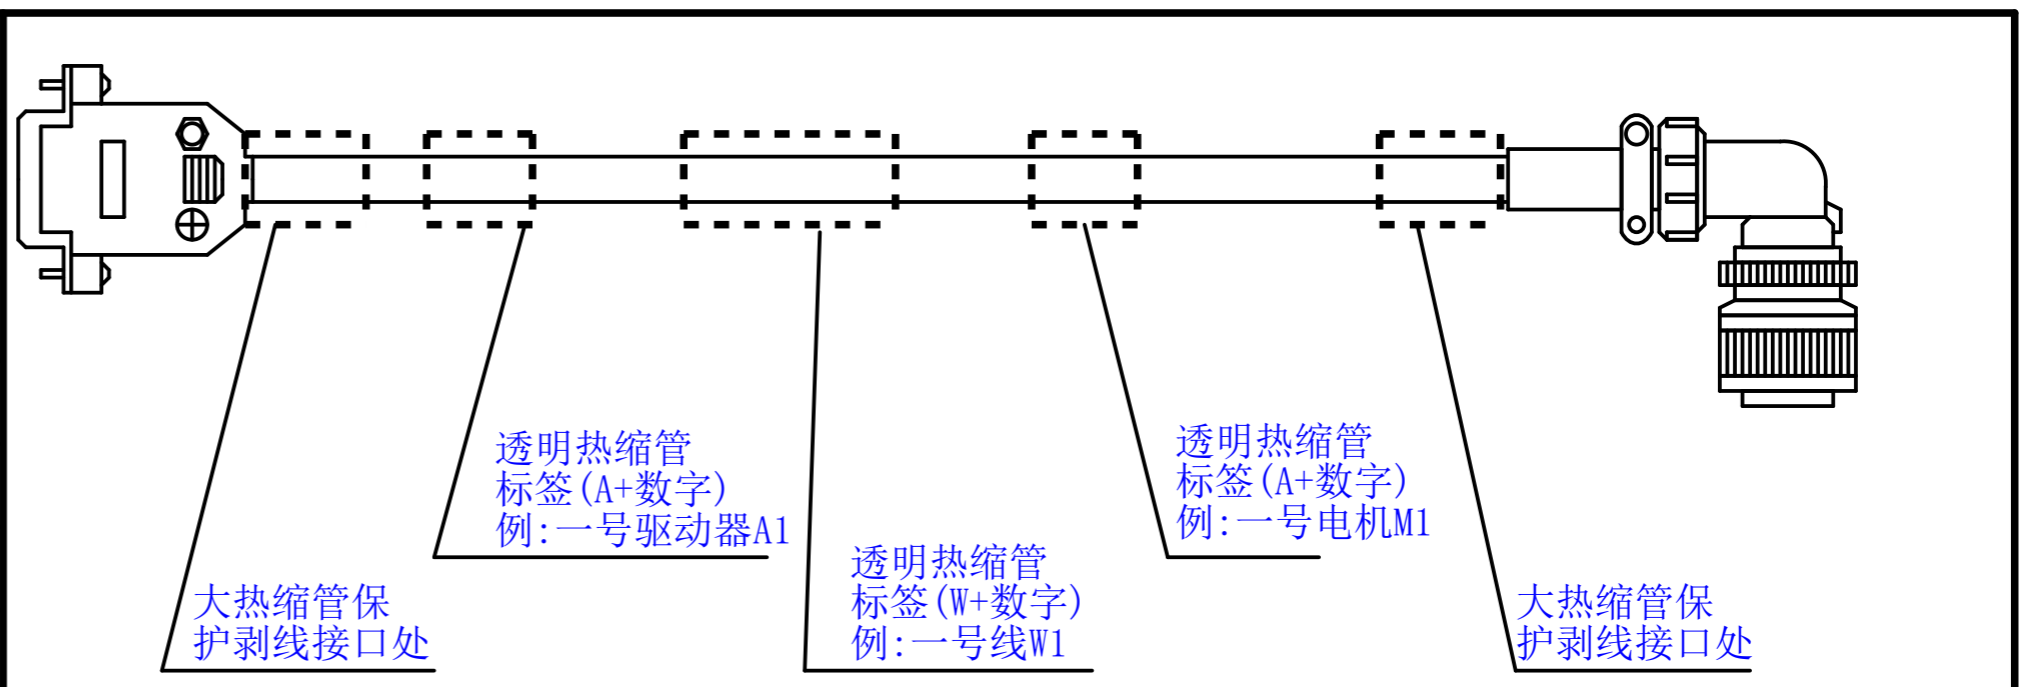 透明热缩管
标签(A+数字)
例:一号驱动器A1
透明热缩管
标签(A+数字)
例:一号电机M1
透明热缩管
标签(W+数字)
例:一号线W1
大热缩管保
护剥线接口处
大热缩管保
护剥线接口处